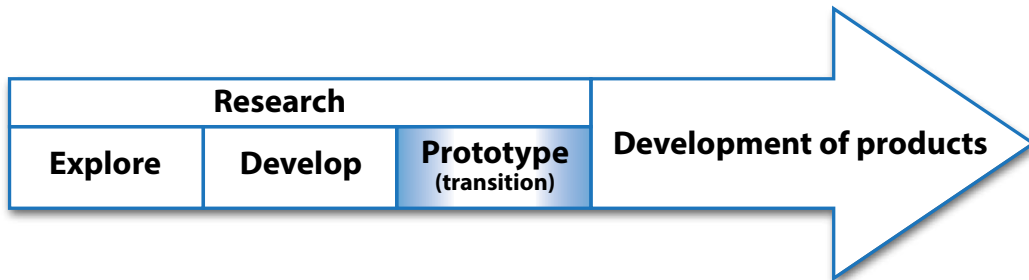 Research
Explore
Develop
Prototype
(transition)
Development of products